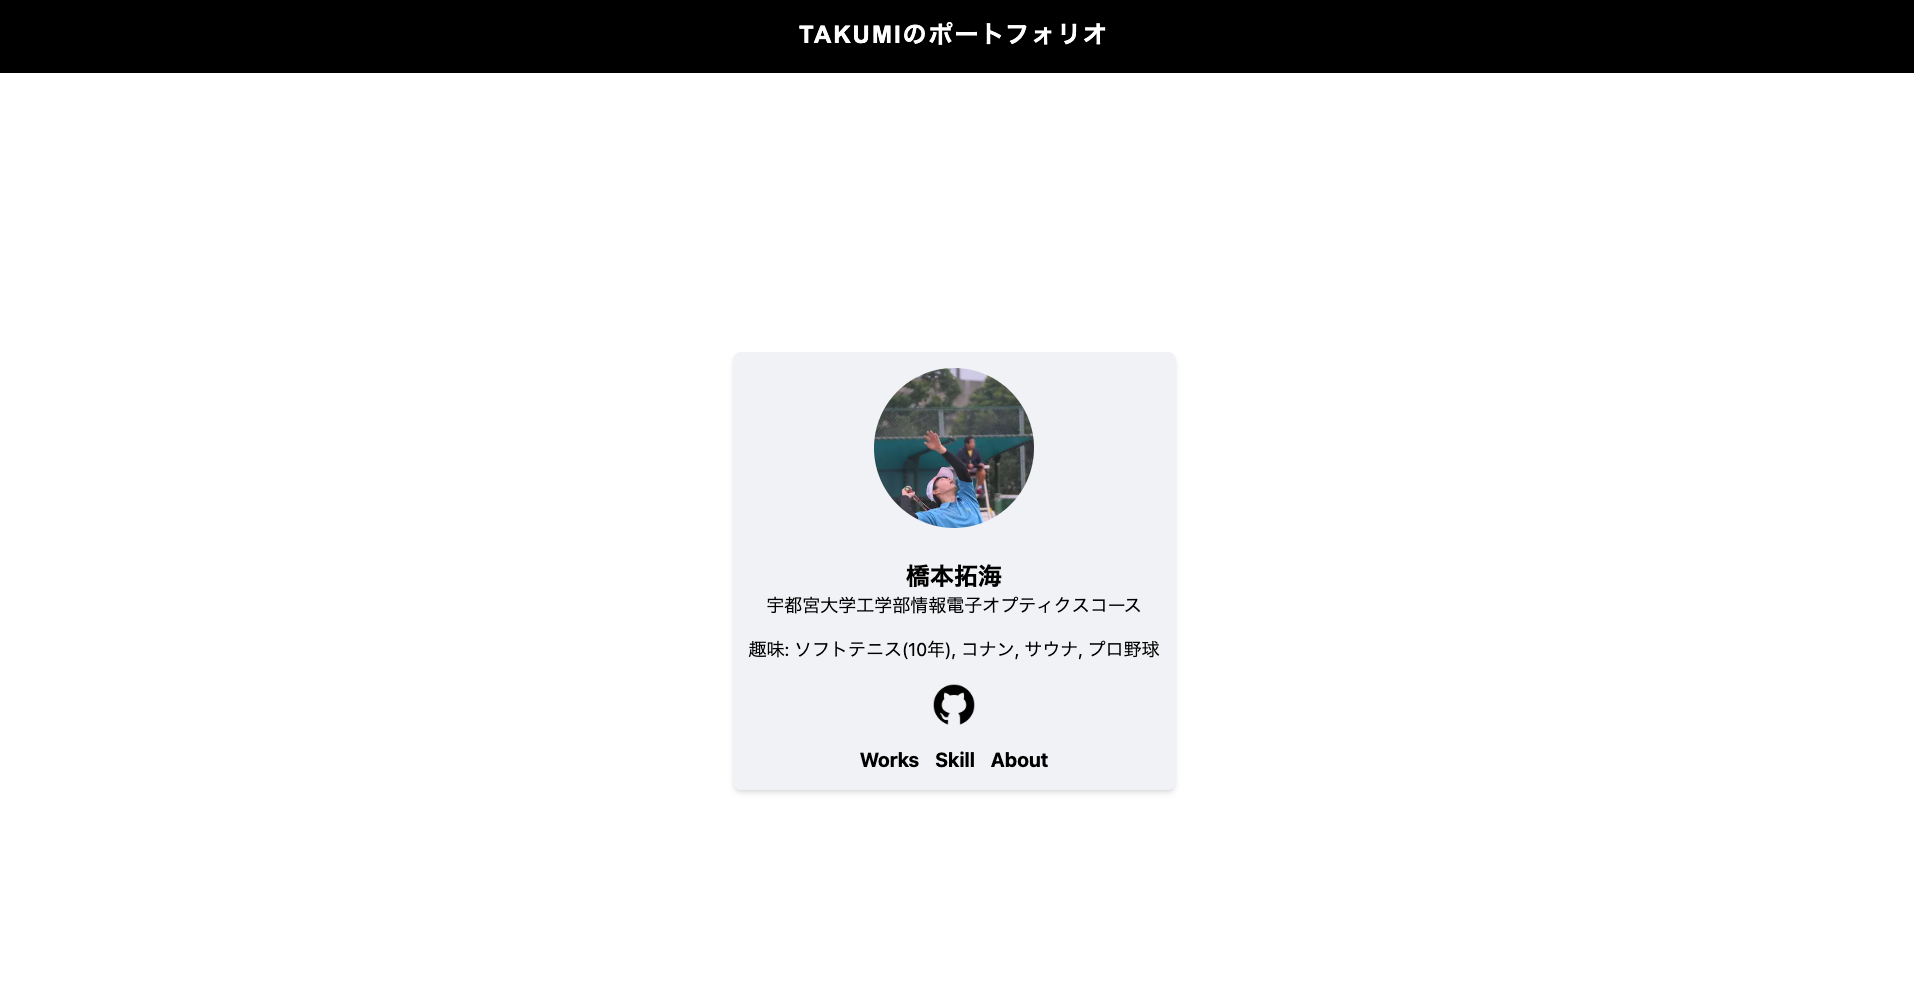 TAKUMIのポートフォリオ
橋本拓海
宇都宮大学工学部情報電子オプティクスコース
趣味: ソフトテニス(10年), コナン, サウナ, プロ野球
Works Skill About